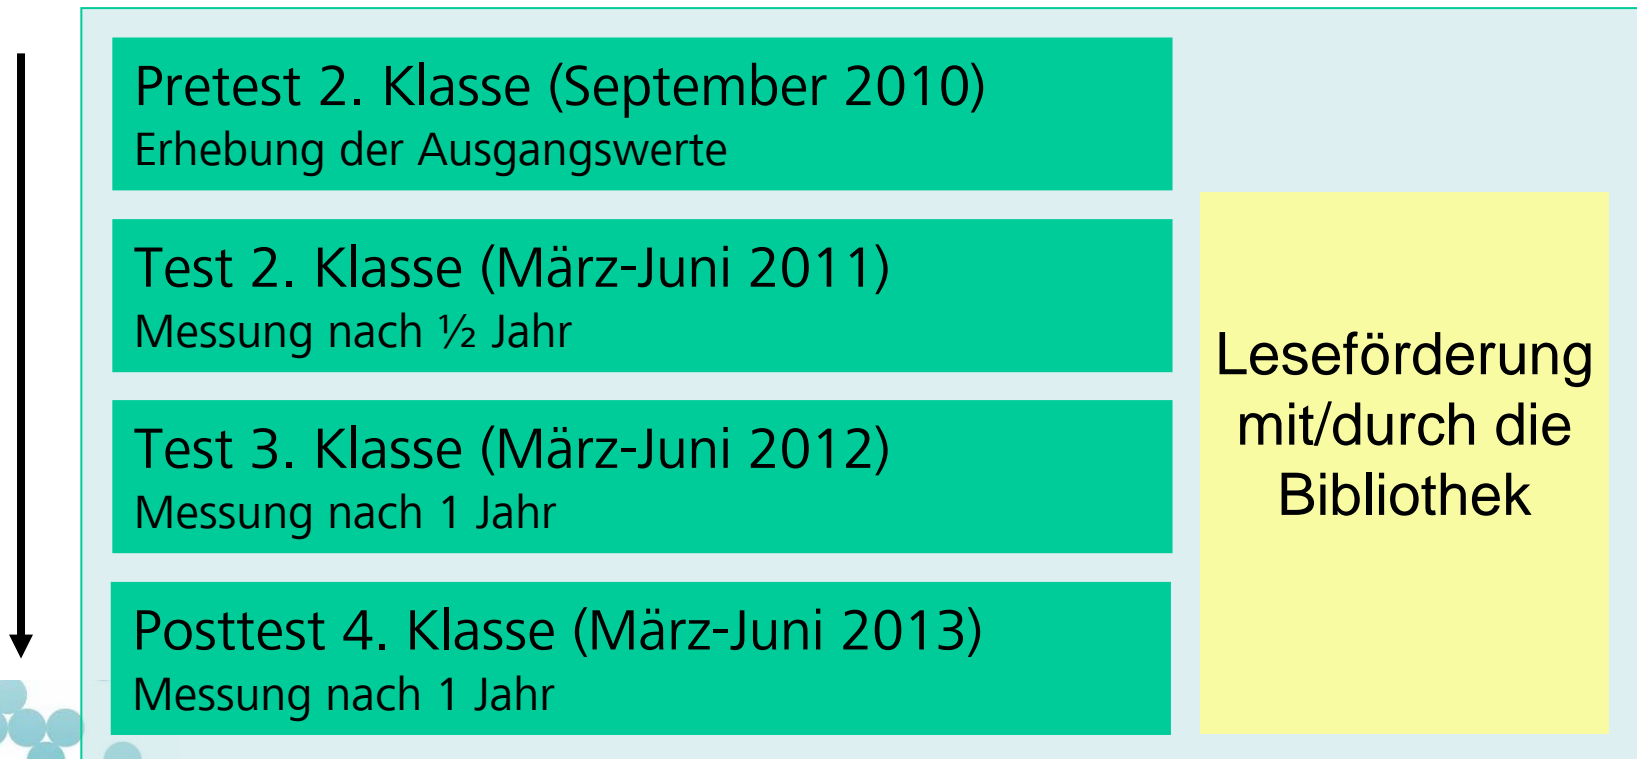 Pretest 2. Klasse (September 2010)
Erhebung der Ausgangswerte
Test 2. Klasse (März-Juni 2011)
Messung nach ½ Jahr
Test 3. Klasse (März-Juni 2012)
Messung nach 1 Jahr
Posttest 4. Klasse (März-Juni 2013)
Messung nach 1 Jahr
Leseförderung
mit/durch die
Bibliothek